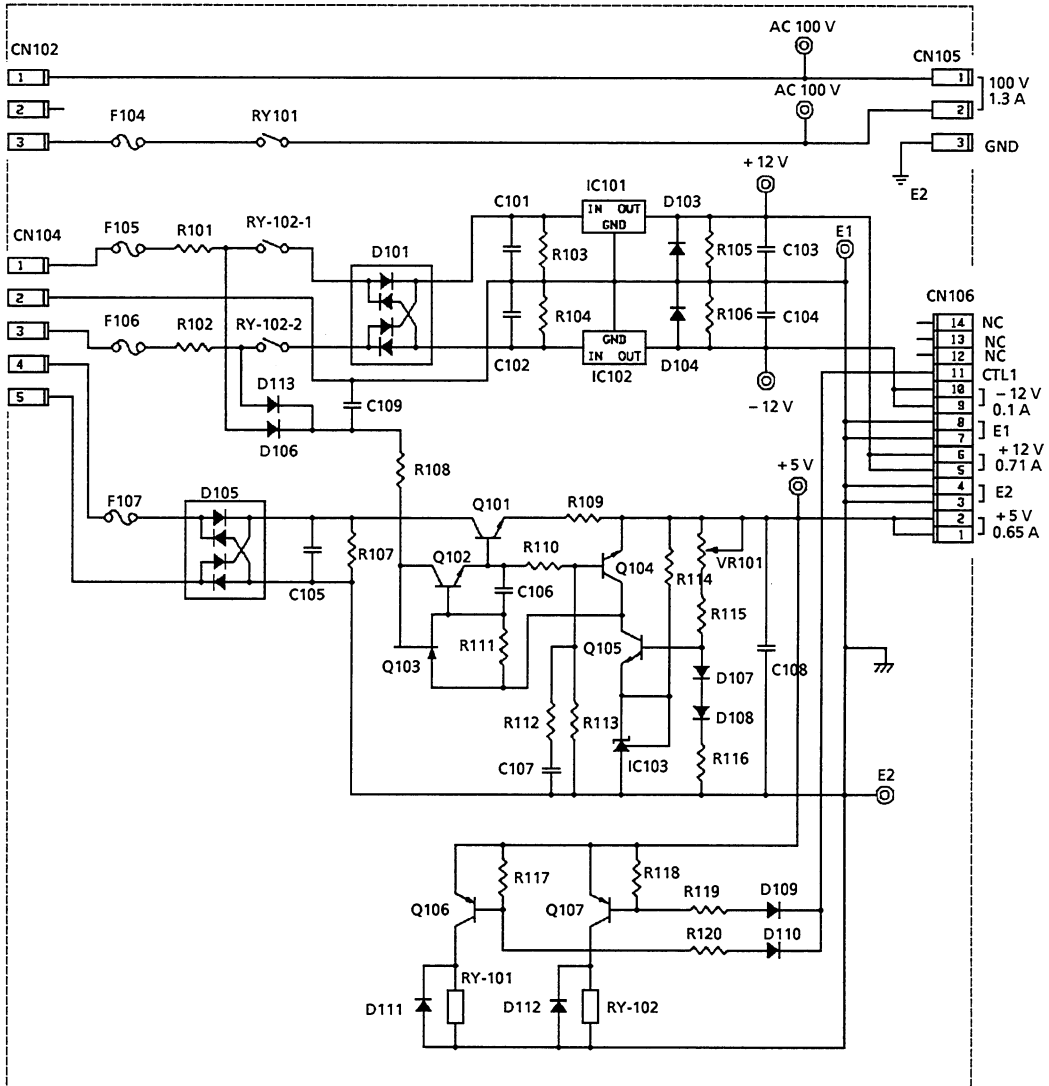 AC 100 V
CN102
CN105
1
1
100 V
1.3 A
AC 100 V
2
F104
RY101
2
3
3
GND
E2
+ 12 V
IC101
C101
IN OUT
GND
D103
CN104
F105
R101
RY-102-1
D101
E1
1
R103
R105
C103
2
CN106
3
F106
R102
RY-102-2
R104
R106
C104
14
NC
13
NC
GND
12
NC
IN OUT
4
C102
IC102
D104
11
CTL1
D113
10
− 12 V
5
C109
− 12 V
9
0.1 A
8
E1
D106
7
6
+ 12 V
R108
+ 5 V
5
0.71 A
4
E2
D105
3
F107
Q101
R109
2
+ 5 V
1
0.65 A
R107
Q102
R110
Q104
VR101
R114
C105
C106
R115
R111
Q105
Q103
D107
C108
D108
R112
R113
IC103
R116
C107
E2
R117
R118
Q106
Q107
R119
D109
R120
D110
RY-101
D111
D112
RY-102